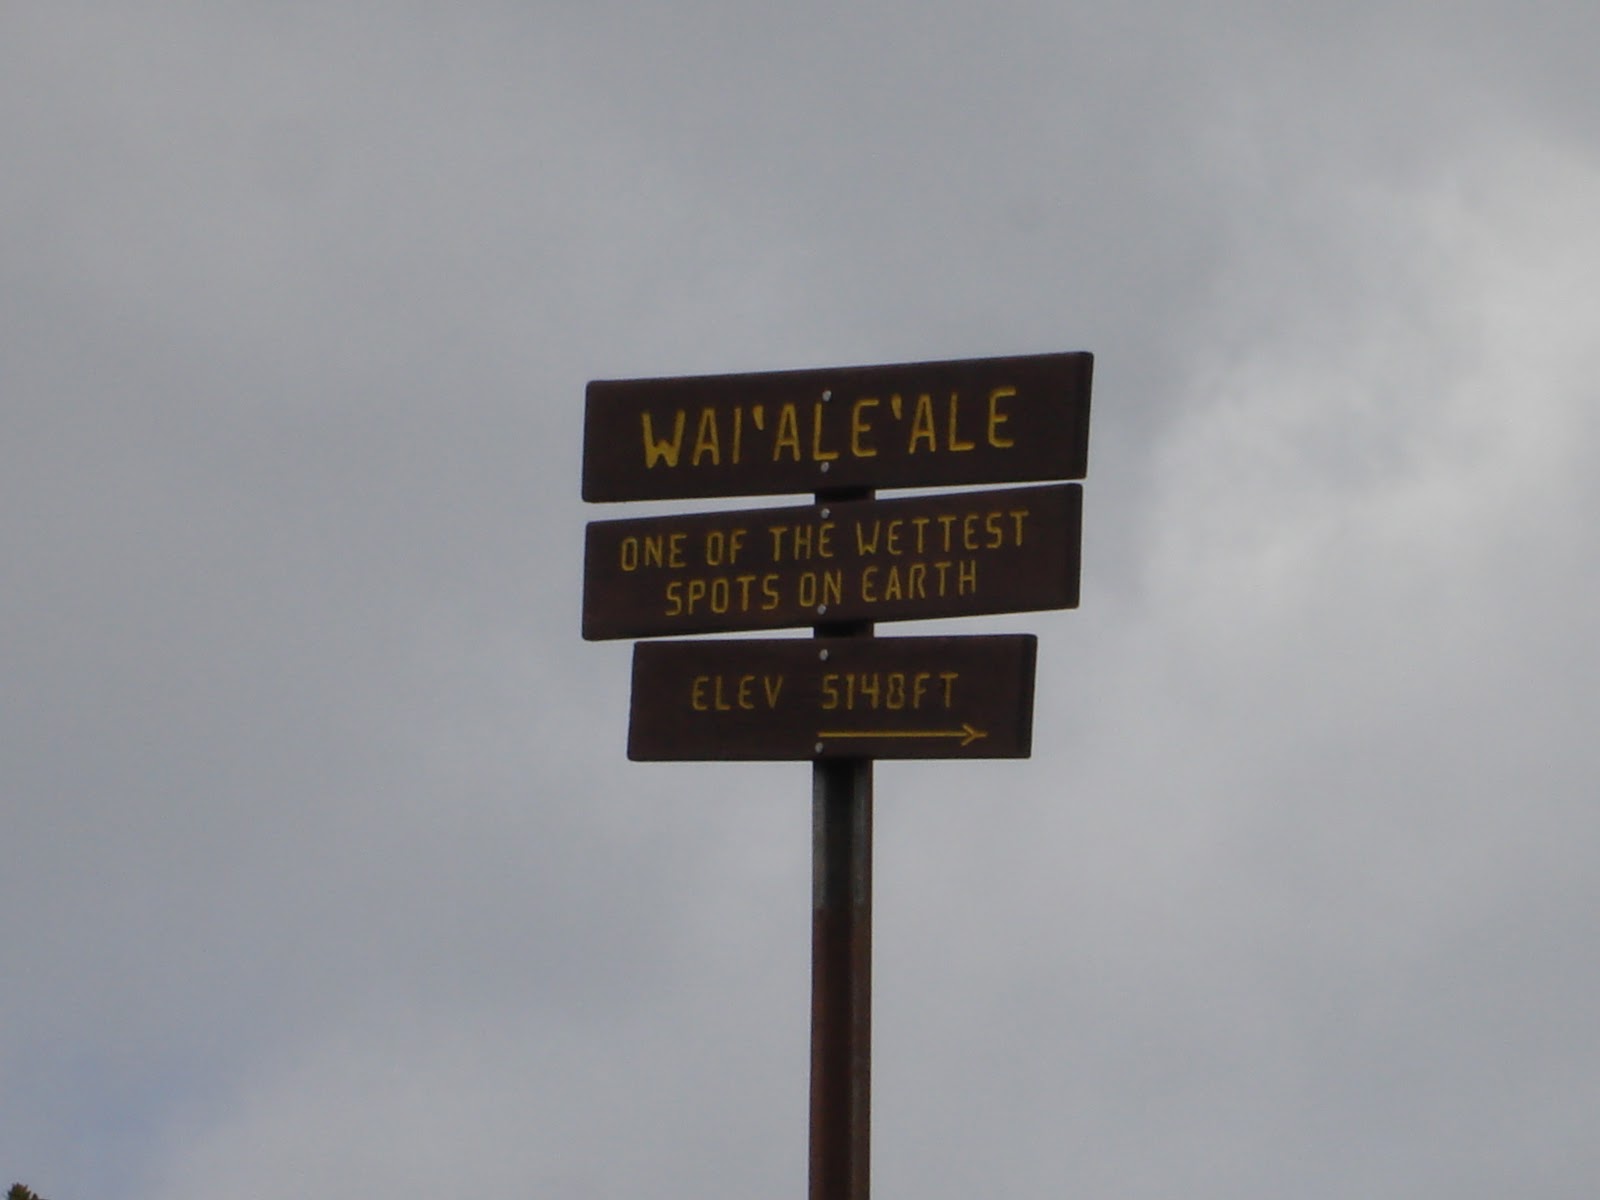 WAI'ALE'ALE
ONE OF THE WETTEST
SPOTS ON EARTH
ELEV 5148FT